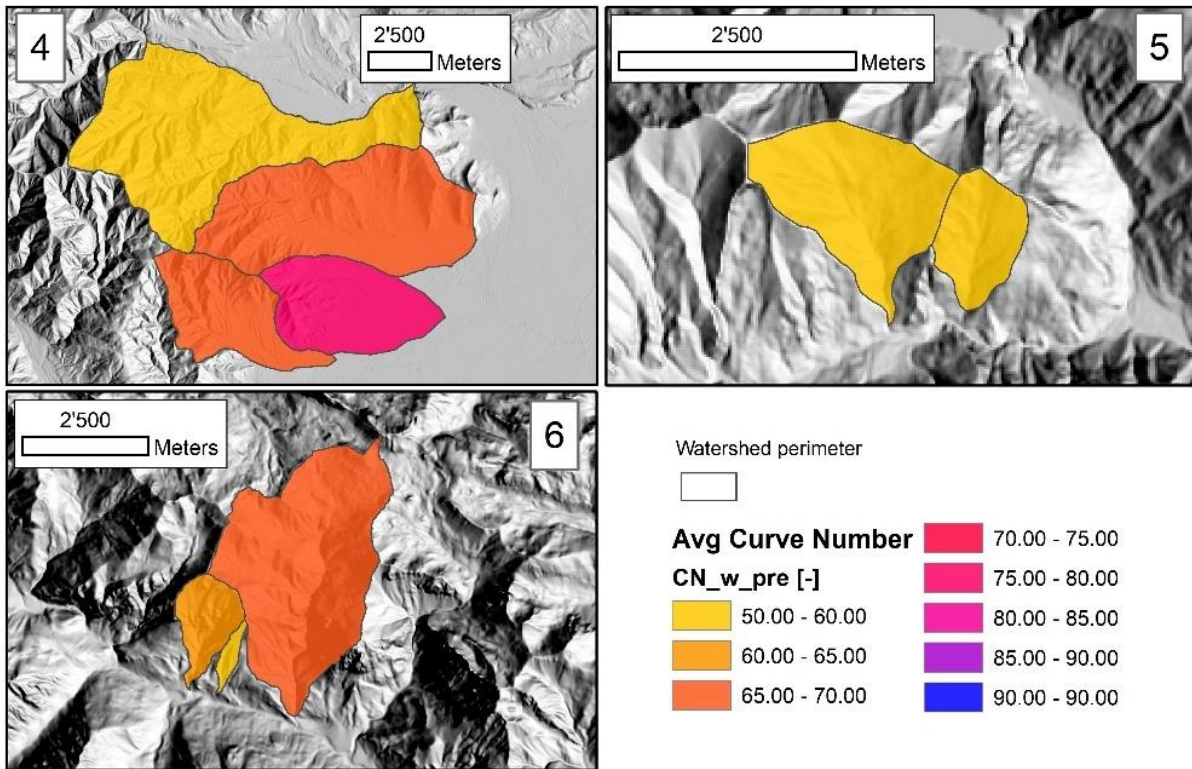 4
2'500
Meters
2'500
Meters
5
2'500
Meters
6
Watershed perimeter
Avg Curve Number
CN_w_pre [-]
50.00 - 60.00
60.00 - 65.00
65.00 - 70.00
70.00 - 75.00
75.00 - 80.00
80.00 - 85.00
85.00 - 90.00
90.00 - 90.00